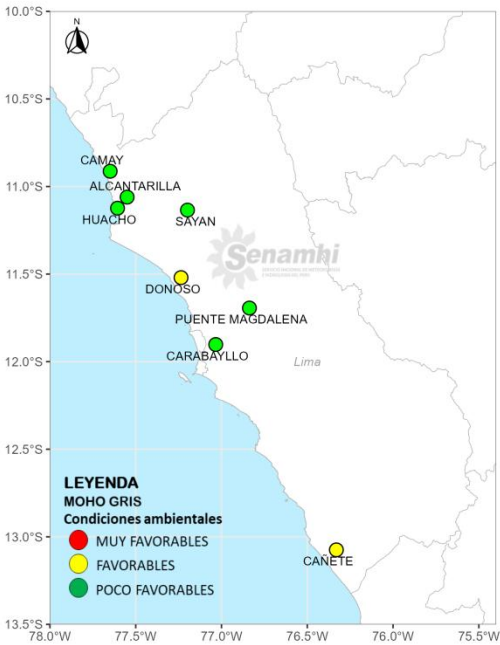 10.0°S
N
10.5°S
CAMAY
11.0°S
ALCANTARILLA
HUACHO
SAYAN
Senamhi
11.5°S
DONOSO
PUENTE MAGDALENA
12.0°S
CARABAYLLO
Lima
12.5°S
LEYENDA
MOHO GRIS
Condiciones ambientales
MUY FAVORABLES
FAVORABLES
POCO FAVORABLES
13.0°S
CAÑETE
13.5°S
78.0°W 77.5°W 77.0°W 76.5°W 76.0°W 75.5°W